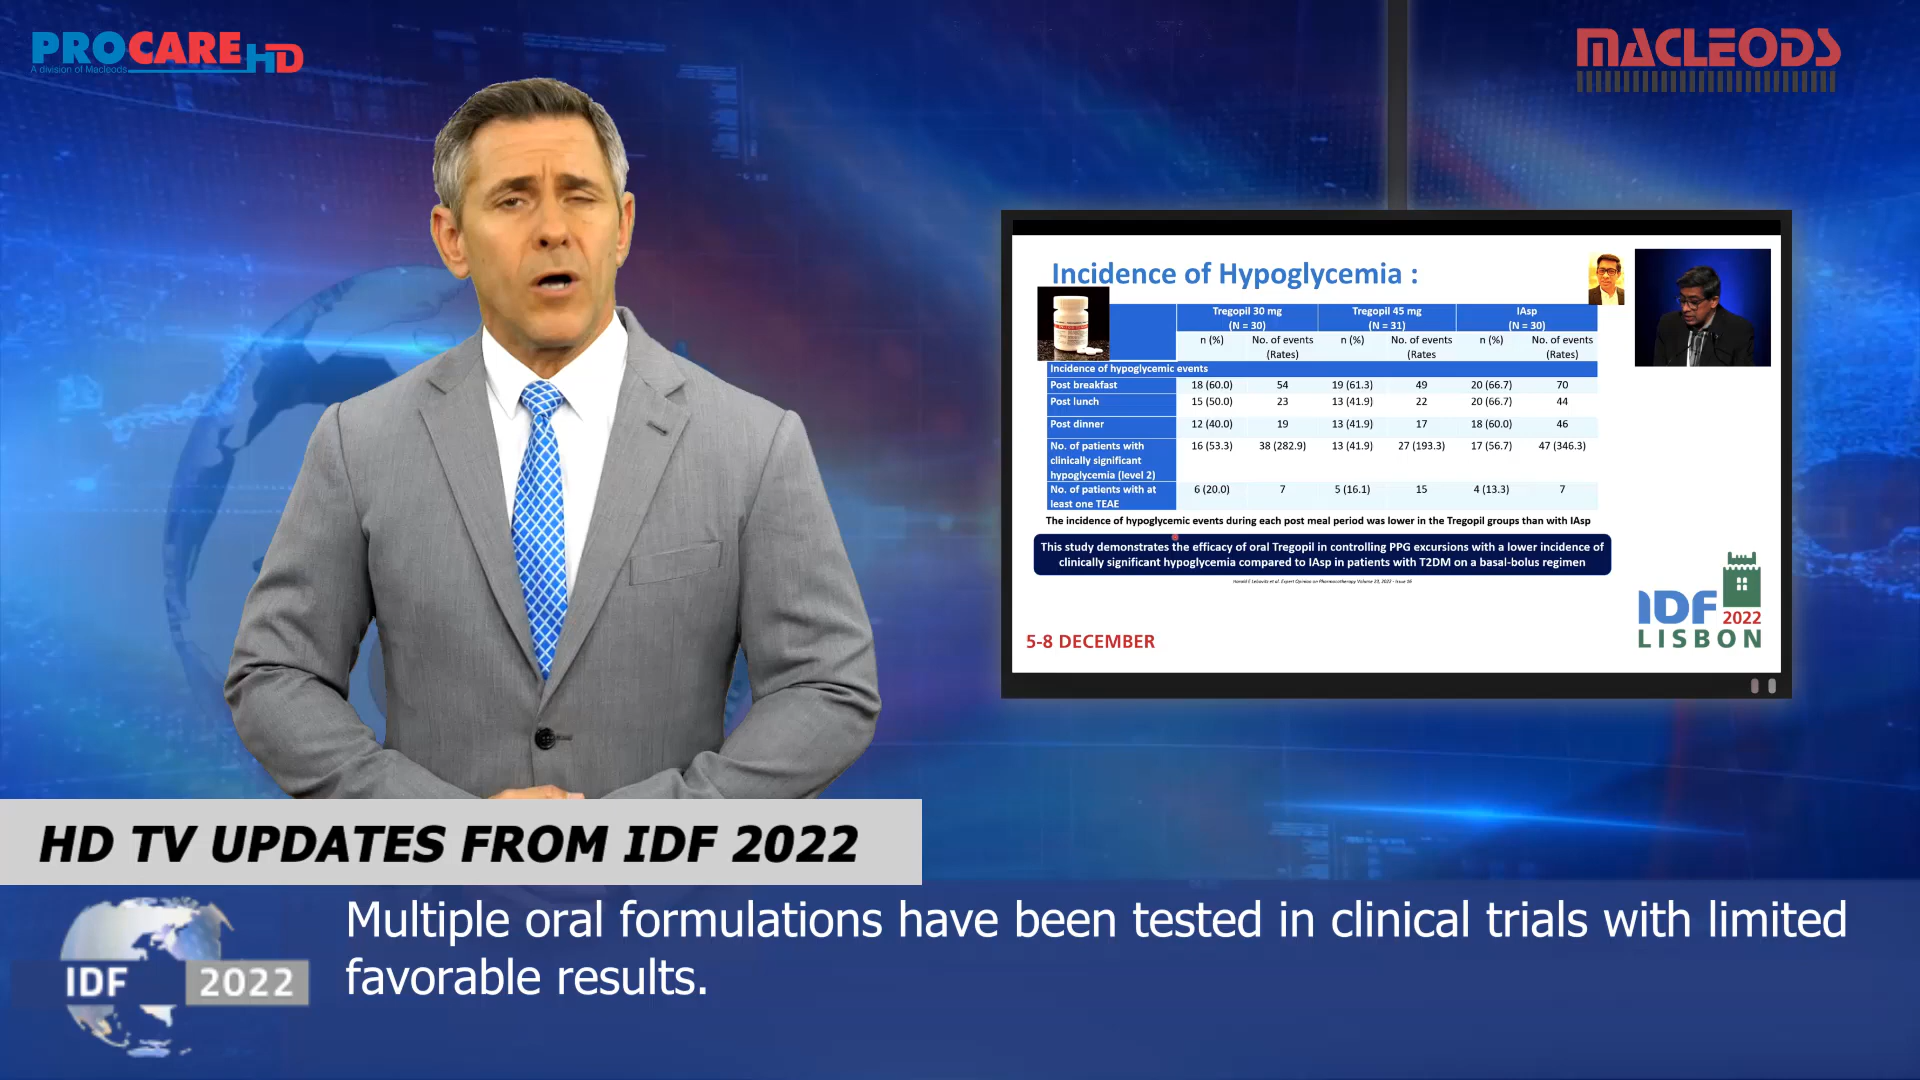 PROCARE HD
A division of Macleods
MACLEODS
Incidence of Hypoglycemia :
Tregopil 30 mg (N = 30) Tregopil 45 mg (N = 31) IAsp (N = 30)
n (%) No. of events (Rates) n (%) No. of events (Rates n (%) No. of events (Rates)
Incidence of hypoglycemic events
Post breakfast 18 (60.0) 54 19 (61.3) 49 20 (66.7) 70
Post lunch 15 (50.0) 23 13 (41.9) 22 20 (66.7) 44
Post dinner 12 (40.0) 19 13 (41.9) 17 18 (60.0) 46
No. of patients with clinically significant hypoglycemia (level 2) 16 (53.3) 38 (282.9) 13 (41.9) 27 (193.3) 17 (56.7) 47 (346.3)
No. of patients with at least one TEAE 6 (20.0) 7 5 (16.1) 15 4 (13.3) 7
The incidence of hypoglycemic events during each post meal period was lower in the Tregopil groups than with IAsp
This study demonstrates the efficacy of oral Tregopil in controlling PPG excursions with a lower incidence of
clinically significant hypoglycemia compared to IAsp in patients with T2DM on a basal-bolus regimen
5-8 DECEMBER
IDF 2022
LISBON
HD TV UPDATES FROM IDF 2022
IDF 2022
Multiple oral formulations have been tested in clinical trials with limited
favorable results.